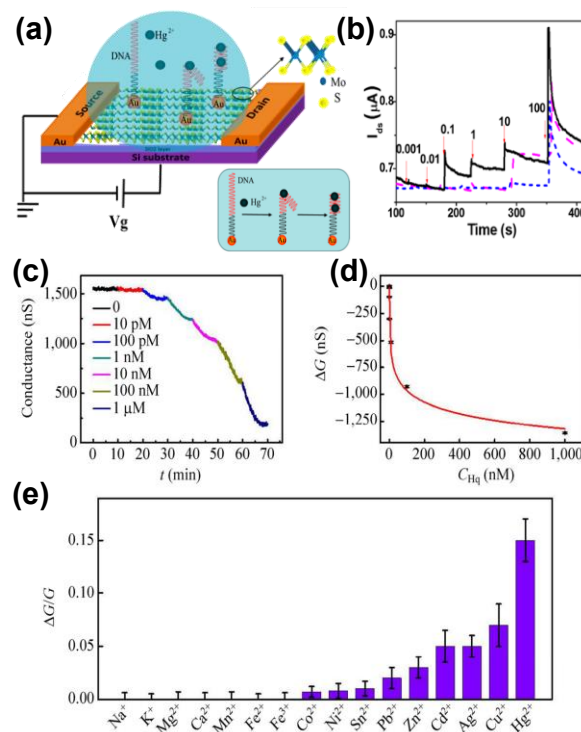 (a)
DNA
Hg²⁺
Mo
S
Source
Drain
Au
Au
Au
Au
Au
Si substrate
Vg
DNA
Hg²⁺
Au
Au
Au
(b)
I_ds (μA)
0.9
0.8
0.7
0.001
0.01
0.1
1
10
100
100 200 300 400
Time (s)
(c)
Conductance (nS)
1,500
1,000
500
0
0
10 pM
100 pM
1 nM
10 nM
100 nM
1 μM
0 10 20 30 40 50 60 70
t (min)
(d)
ΔG (nS)
0
−250
−500
−750
−1,000
−1,250
0 200 400 600 800 1,000
C_Hq (nM)
(e)
ΔG/G
0.15
0.10
0.05
0.00
Na⁺ K⁺ Mg²⁺ Ca²⁺ Mn²⁺ Fe²⁺ Fe³⁺ Co²⁺ Ni²⁺ Sn²⁺ Pb²⁺ Zn²⁺ Cd²⁺ Ag²⁺ Cu²⁺ Hg²⁺